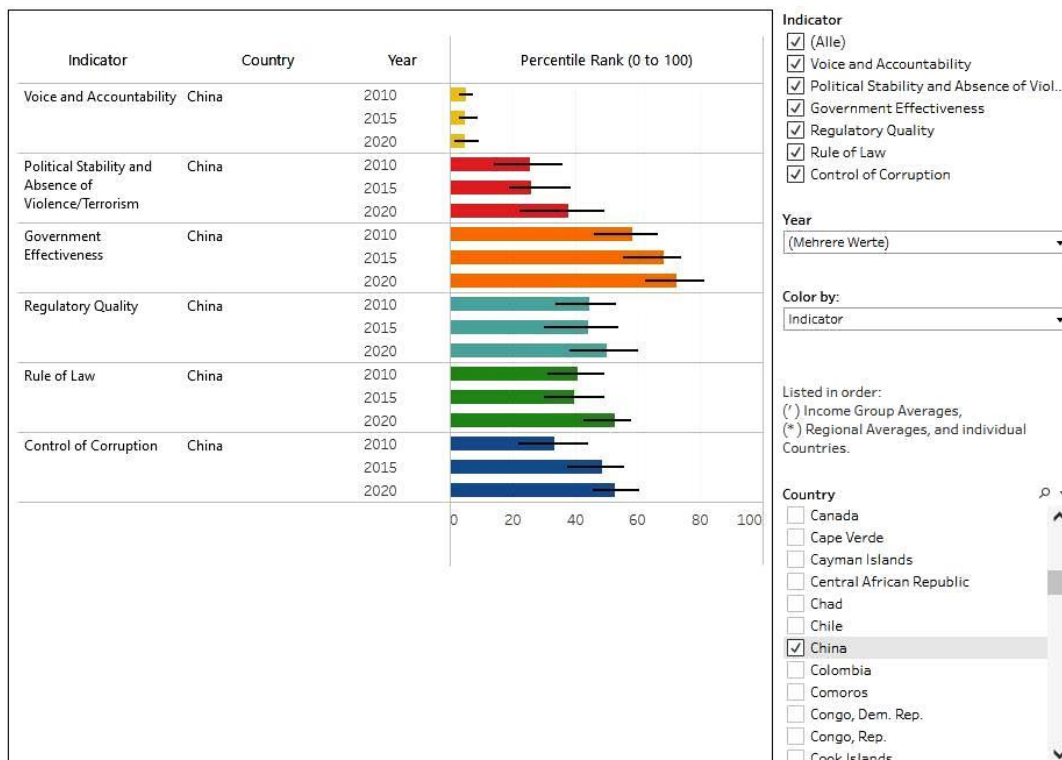 Indicator Country Year Percentile Rank (0 to 100)
Voice and Accountability China 2010
2015
2020
Political Stability and China 2010
Absence of 2015
Violence/Terrorism 2020
Government China 2010
Effectiveness 2015
2020
Regulatory Quality China 2010
2015
2020
Rule of Law China 2010
2015
2020
Control of Corruption China 2010
2015
2020
0 20 40 60 80 100
Indicator
(Alle)
Voice and Accountability
Political Stability and Absence of Viol...
Government Effectiveness
Regulatory Quality
Rule of Law
Control of Corruption
Year
(Mehrere Werte)
Color by:
Indicator
Listed in order:
(') Income Group Averages,
(*) Regional Averages, and individual
Countries.
Country
Canada
Cape Verde
Cayman Islands
Central African Republic
Chad
Chile
China
Colombia
Comoros
Congo, Dem. Rep.
Congo, Rep.
Cook Islands